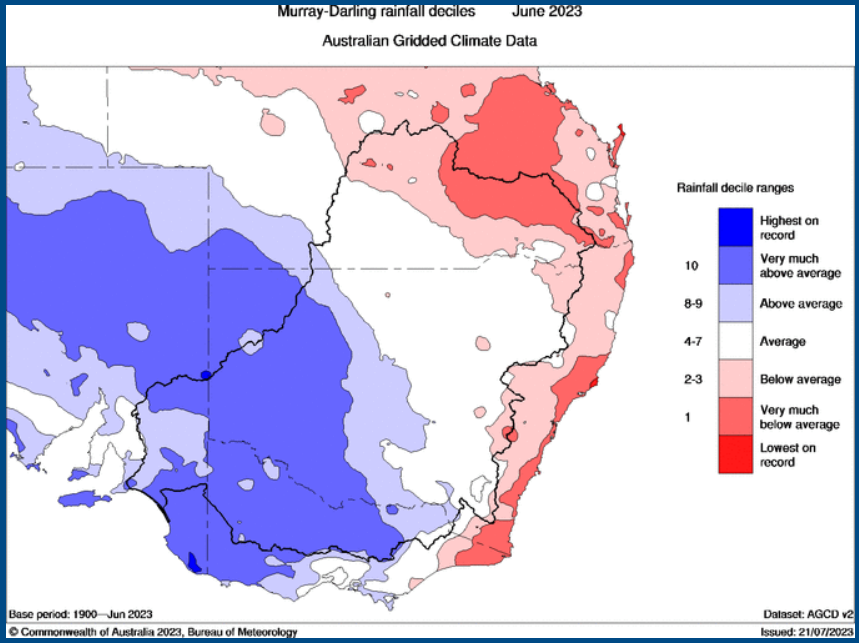 Murray-Darling rainfall deciles June 2023
Australian Gridded Climate Data
Rainfall decile ranges
Highest on
record
10
Very much
above average
8-9
Above average
4-7
Average
2-3
Below average
1
Very much
below average
Lowest on
record
Base period: 1900—Jun 2023
Dataset: AGCD v2
© Commonwealth of Australia 2023, Bureau of Meteorology
Issued: 21/07/2023